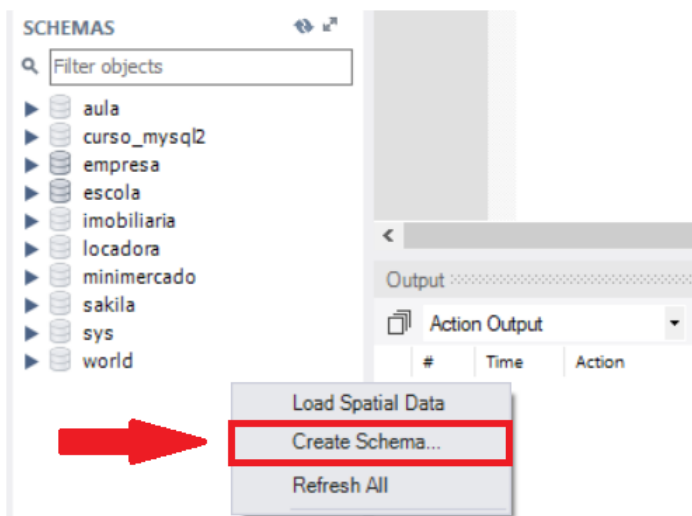 SCHEMAS
Filter objects
aula
curso_mysql2
empresa
escola
imobiliaria
locadora
minimercado
sakila
sys
world
Output
Action Output
# Time Action
Load Spatial Data
Create Schema...
Refresh All